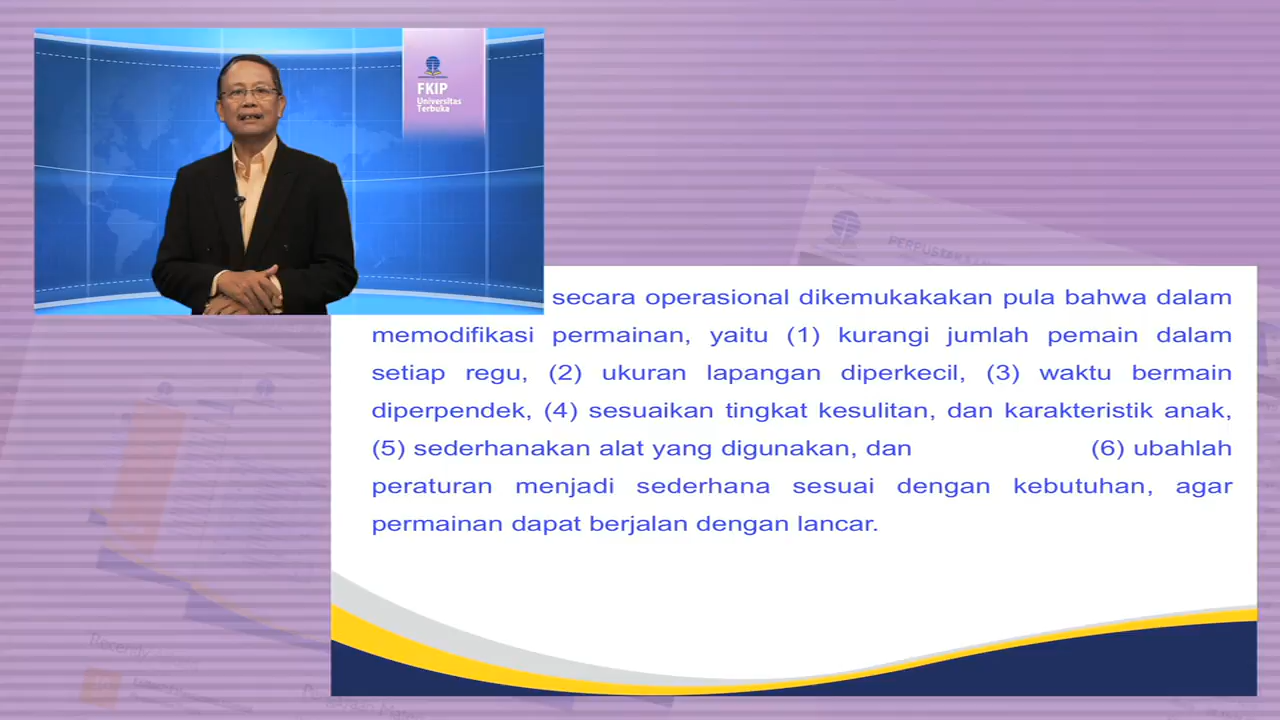 FKIP
Universitas
Terbuka
secara operasional dikemukakakan pula bahwa dalam
memodifikasi permainan, yaitu (1) kurangi jumlah pemain dalam
setiap regu, (2) ukuran lapangan diperkecil, (3) waktu bermain
diperpendek, (4) sesuaikan tingkat kesulitan, dan karakteristik anak,
(5) sederhanakan alat yang digunakan, dan (6) ubahlah
peraturan menjadi sederhana sesuai dengan kebutuhan, agar
permainan dapat berjalan dengan lancar.
Recently